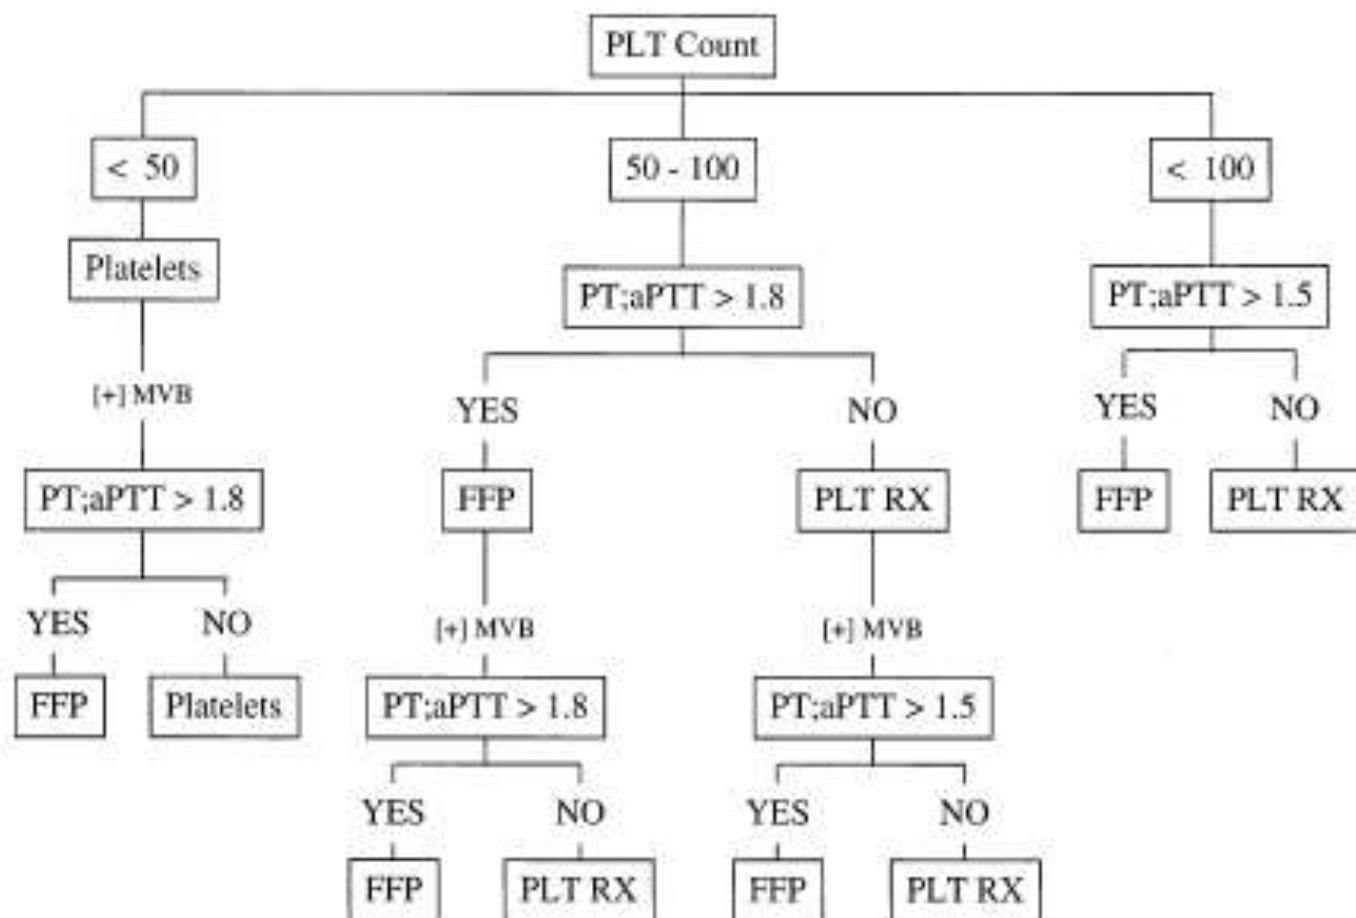 PLT Count
< 50
50 - 100
< 100
Platelets
PT;aPTT > 1.8
PT;aPTT > 1.5
[+] MVB
YES
NO
YES
NO
PT;aPTT > 1.8
FFP
PLT RX
FFP
PLT RX
YES
NO
[+] MVB
[+] MVB
FFP
Platelets
PT;aPTT > 1.8
PT;aPTT > 1.5
YES
NO
YES
NO
FFP
PLT RX
FFP
PLT RX